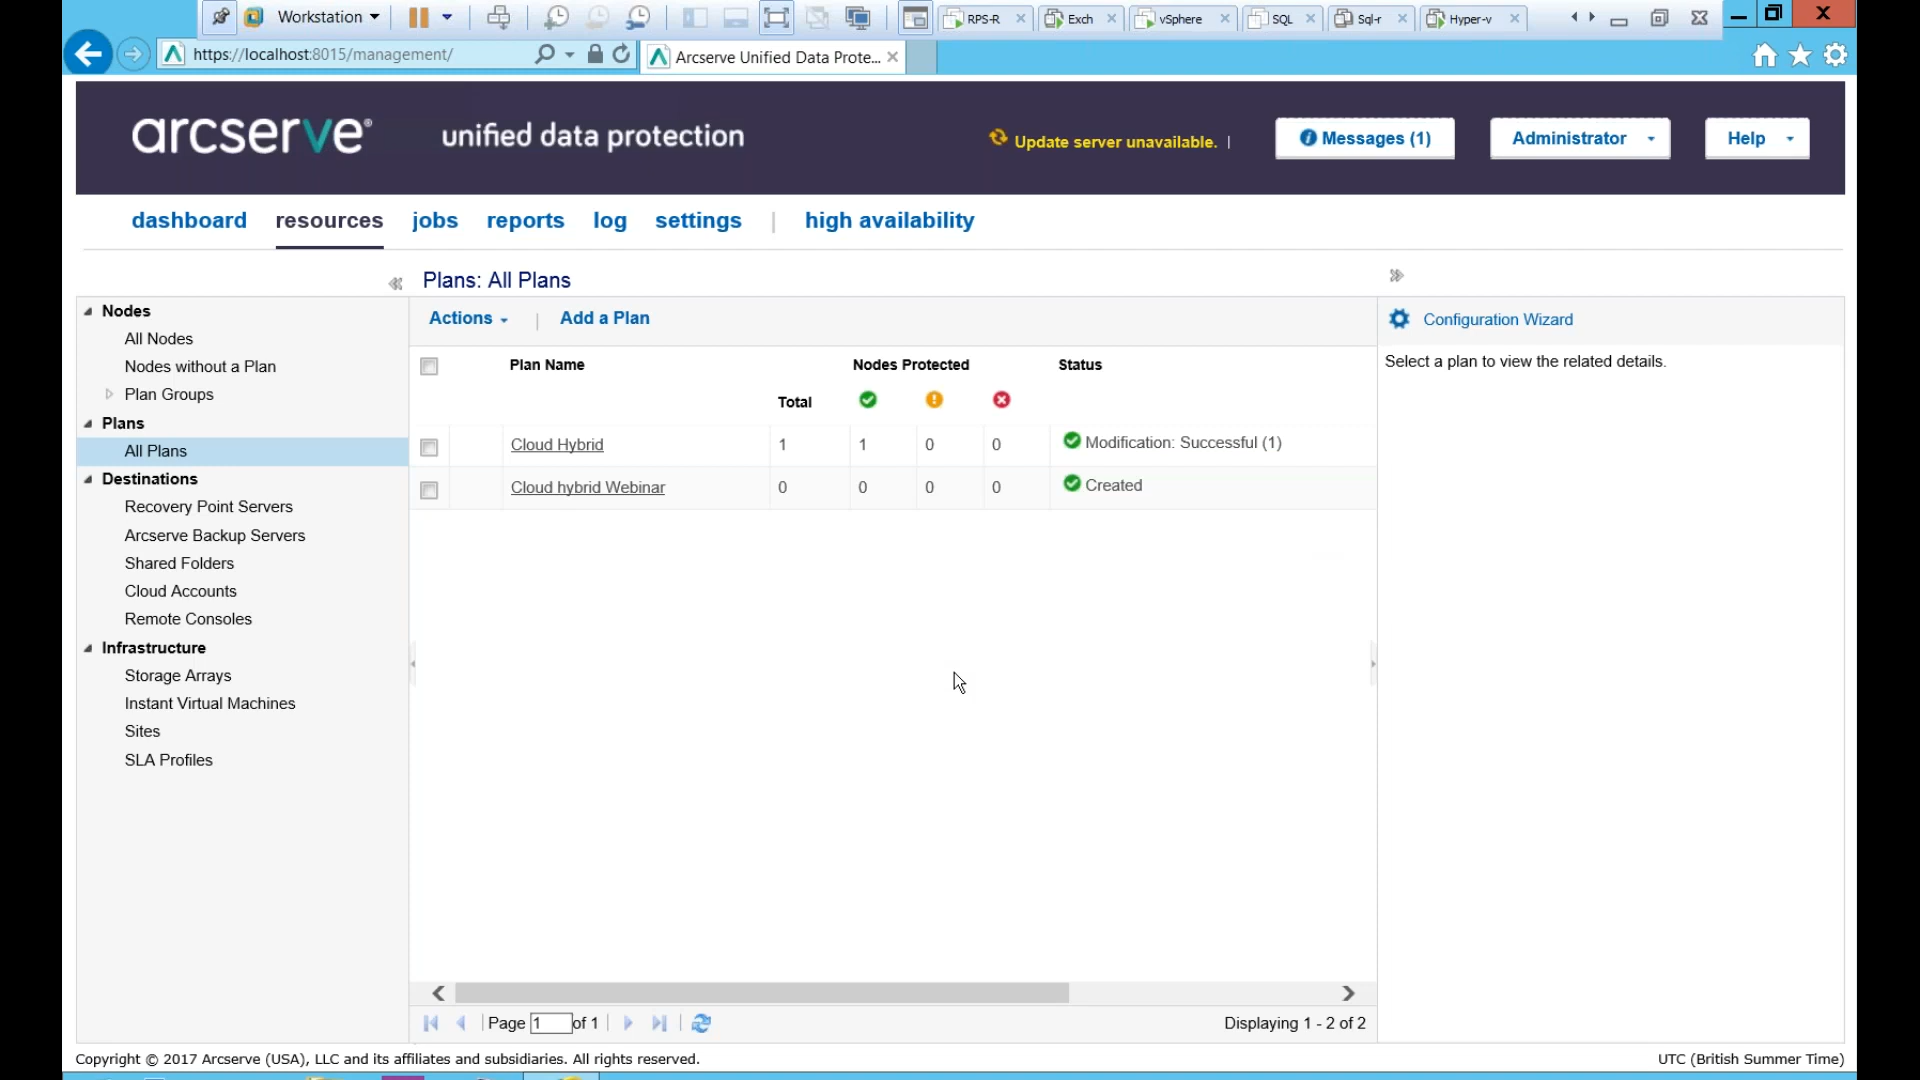 Workstation
RPS-R
Exch
vSphere
SQL
Sql-r
Hyper-v
https://localhost:8015/management/
Arcserve Unified Data Prote...
arcserve®
unified data protection
Update server unavailable. |
Messages (1)
Administrator
Help
dashboard resources jobs reports log settings | high availability
Plans: All Plans
Nodes
All Nodes
Nodes without a Plan
Plan Groups
Plans
All Plans
Destinations
Recovery Point Servers
Arcserve Backup Servers
Shared Folders
Cloud Accounts
Remote Consoles
Infrastructure
Storage Arrays
Instant Virtual Machines
Sites
SLA Profiles
Actions | Add a Plan
Plan Name Nodes Protected Status
Total
Cloud Hybrid 1 1 0 0 Modification: Successful (1)
Cloud hybrid Webinar 0 0 0 0 Created
Configuration Wizard
Select a plan to view the related details.
Page 1 of 1
Displaying 1 - 2 of 2
Copyright © 2017 Arcserve (USA), LLC and its affiliates and subsidiaries. All rights reserved.
UTC (British Summer Time)